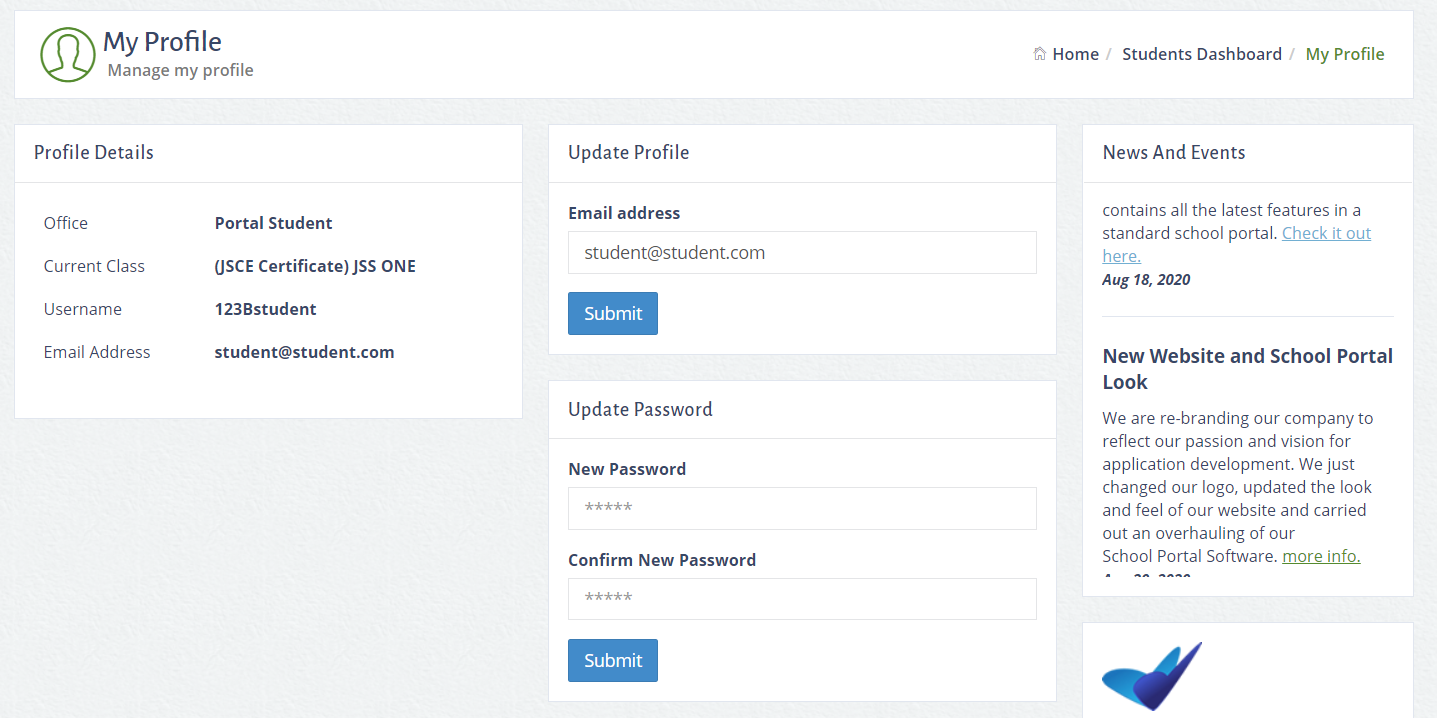 My Profile
Manage my profile
Home / Students Dashboard / My Profile
Profile Details
Office Portal Student
Current Class (JSCE Certificate) JSS ONE
Username 123Bstudent
Email Address student@student.com
Update Profile
Email address
student@student.com
Submit
Update Password
New Password
*****
Confirm New Password
*****
Submit
News And Events
contains all the latest features in a
standard school portal. Check it out
here.
Aug 18, 2020
New Website and School Portal
Look
We are re-branding our company to
reflect our passion and vision for
application development. We just
changed our logo, updated the look
and feel of our website and carried
out an overhauling of our
School Portal Software. more info.